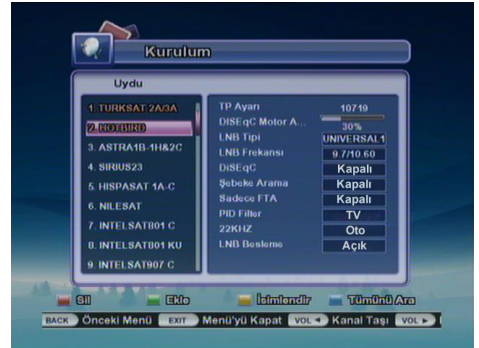 Kurulum
Uydu
1. TURKSAT 2A/3A
2. HOTBIRD
3. ASTRA1B-1H&2C
4. SIRIUS23
5. HISPASAT 1A-C
6. NILESAT
7. INTELSAT801 C
8. INTELSAT801 KU
9. INTELSAT907 C
TP Ayarı 10719
DISEqC Motor A... 30%
LNB Tipi UNIVERSAL1
LNB Frekansı 9.7/10.60
DiSEqC Kapalı
Şebeke Arama Kapalı
Sadece FTA Kapalı
PID Filter TV
22KHZ Oto
LNB Besleme Açık
Sil Ekle İsimlendir Tümünü Ara
BACK Önceki Menü EXIT Menü'yü Kapat VOL ◄ Kanal Taşı VOL ►